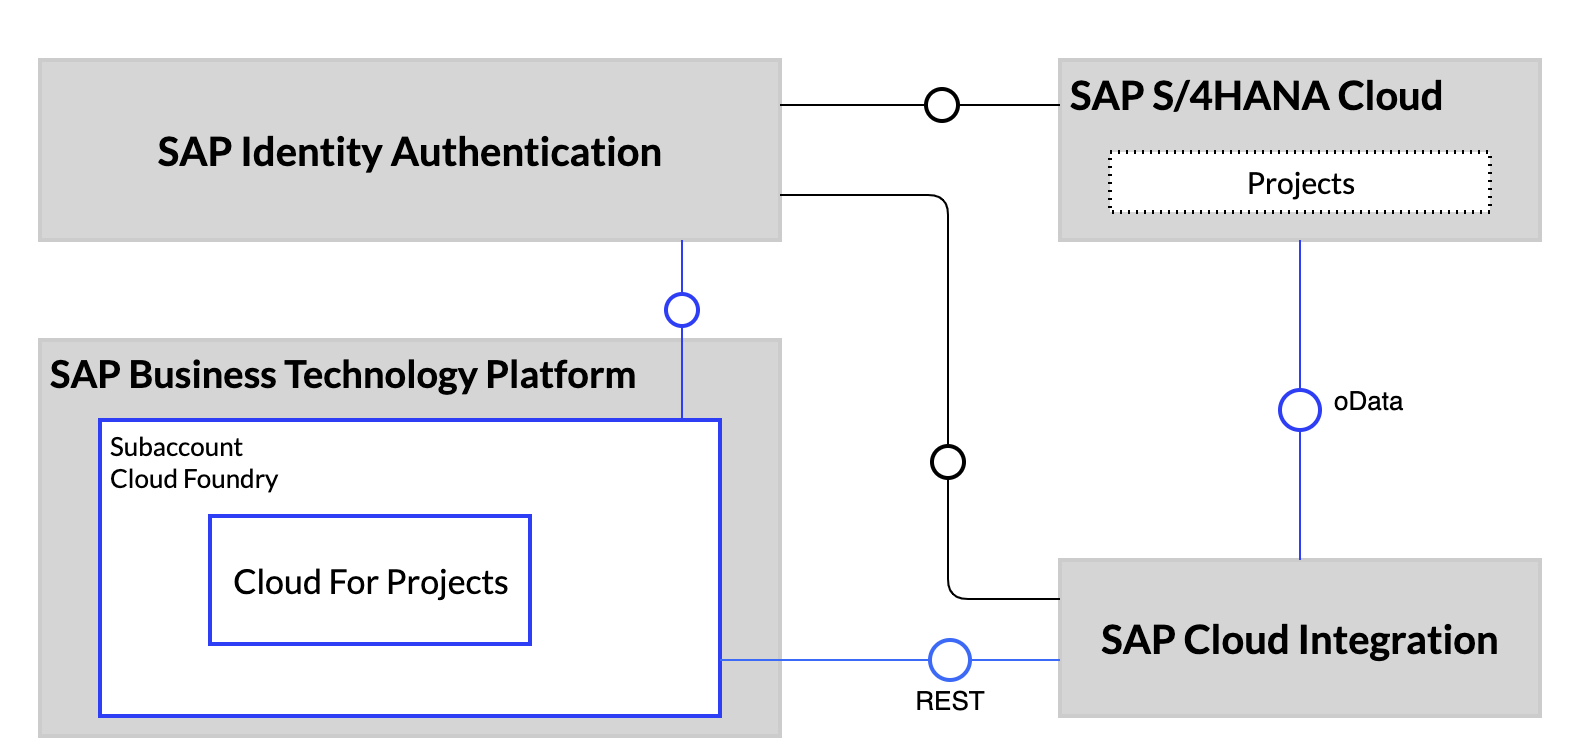 SAP Identity Authentication
SAP S/4HANA Cloud
Projects
SAP Business Technology Platform
Subaccount
Cloud Foundry
Cloud For Projects
oData
SAP Cloud Integration
REST